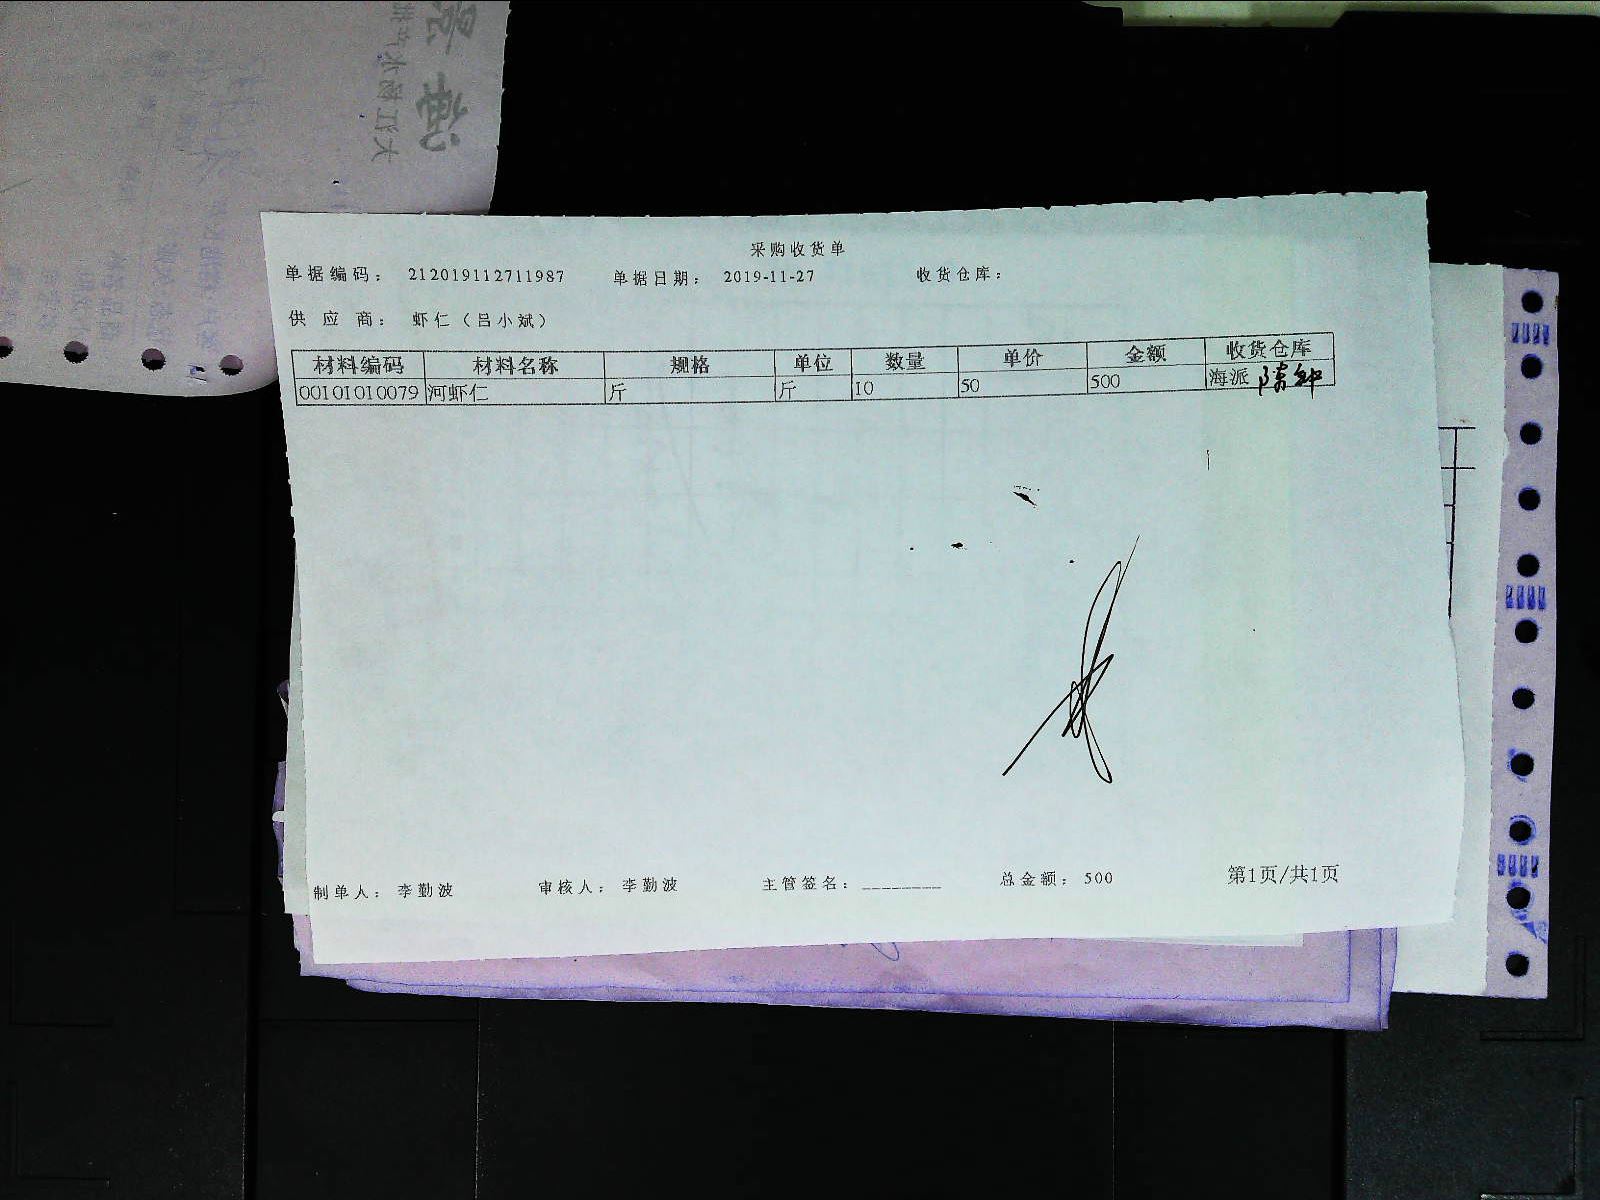 采购收货单
单据编码： 212019112711987 单据日期： 2019-11-27 收货仓库：
供 应 商： 虾仁（吕小斌）
材料编码 材料名称 规格 单位 数量 单价 金额 收货仓库
00101010079 河虾仁 斤 斤 10 50 500 海派
制单人： 李勤波 审核人： 李勤波 主管签名：________ 总金额： 500 第1页/共1页